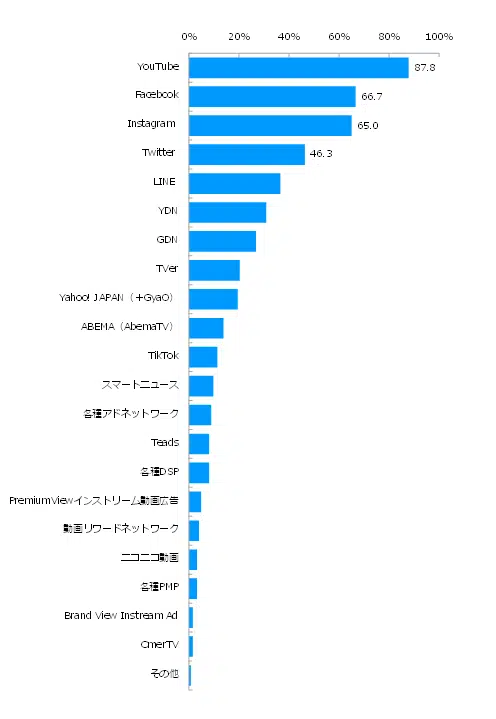 0% 20% 40% 60% 80% 100%
YouTube 87.8
Facebook 66.7
Instagram 65.0
Twitter 46.3
LINE
YDN
GDN
TVer
Yahoo! JAPAN（＋GyaO）
ABEMA（AbemaTV）
TikTok
スマートニュース
各種アドネットワーク
Teads
各種DSP
PremiumViewインストリーム動画広告
動画リワードネットワーク
ニコニコ動画
各種PMP
Brand View Instream Ad
CmerTV
その他